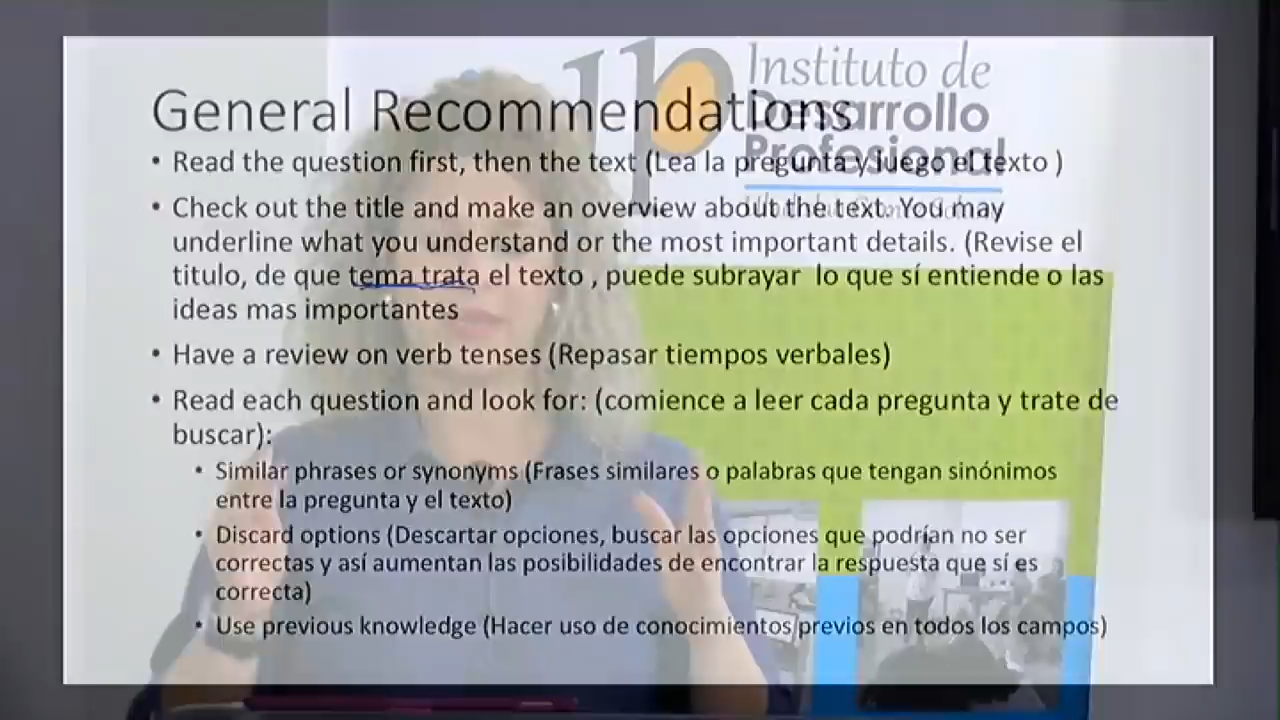 General Recommendations
Instituto de
Desarrollo
Profesional
• Read the question first, then the text (Lea la pregunta y luego el texto )
• Check out the title and make an overview about the text. You may
underline what you understand or the most important details. (Revise el
titulo, de que tema trata el texto , puede subrayar lo que sí entiende o las
ideas mas importantes
• Have a review on verb tenses (Repasar tiempos verbales)
• Read each question and look for: (comience a leer cada pregunta y trate de
buscar):
• Similar phrases or synonyms (Frases similares o palabras que tengan sinónimos
entre la pregunta y el texto)
• Discard options (Descartar opciones, buscar las opciones que podrían no ser
correctas y así aumentan las posibilidades de encontrar la respuesta que sí es
correcta)
• Use previous knowledge (Hacer uso de conocimientos previos en todos los campos)